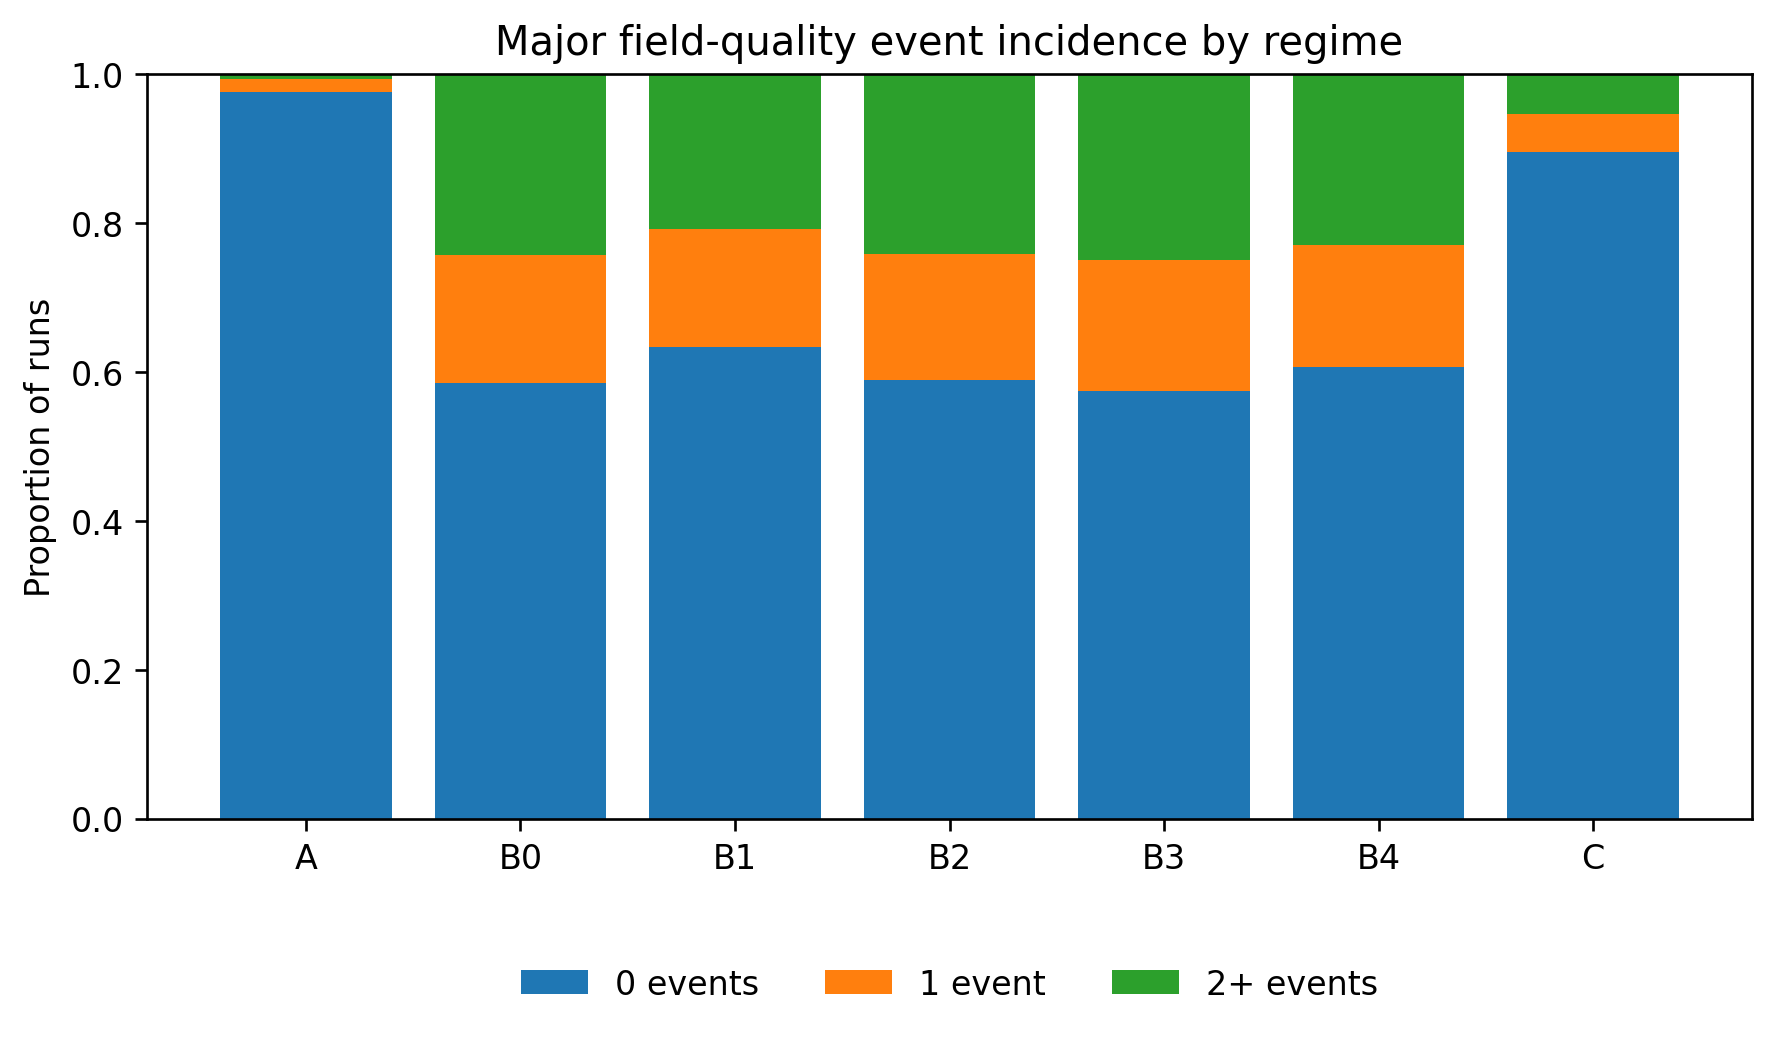 Major field-quality event incidence by regime
Proportion of runs
1.0
0.8
0.6
0.4
0.2
0.0
A B0 B1 B2 B3 B4 C
0 events 1 event 2+ events